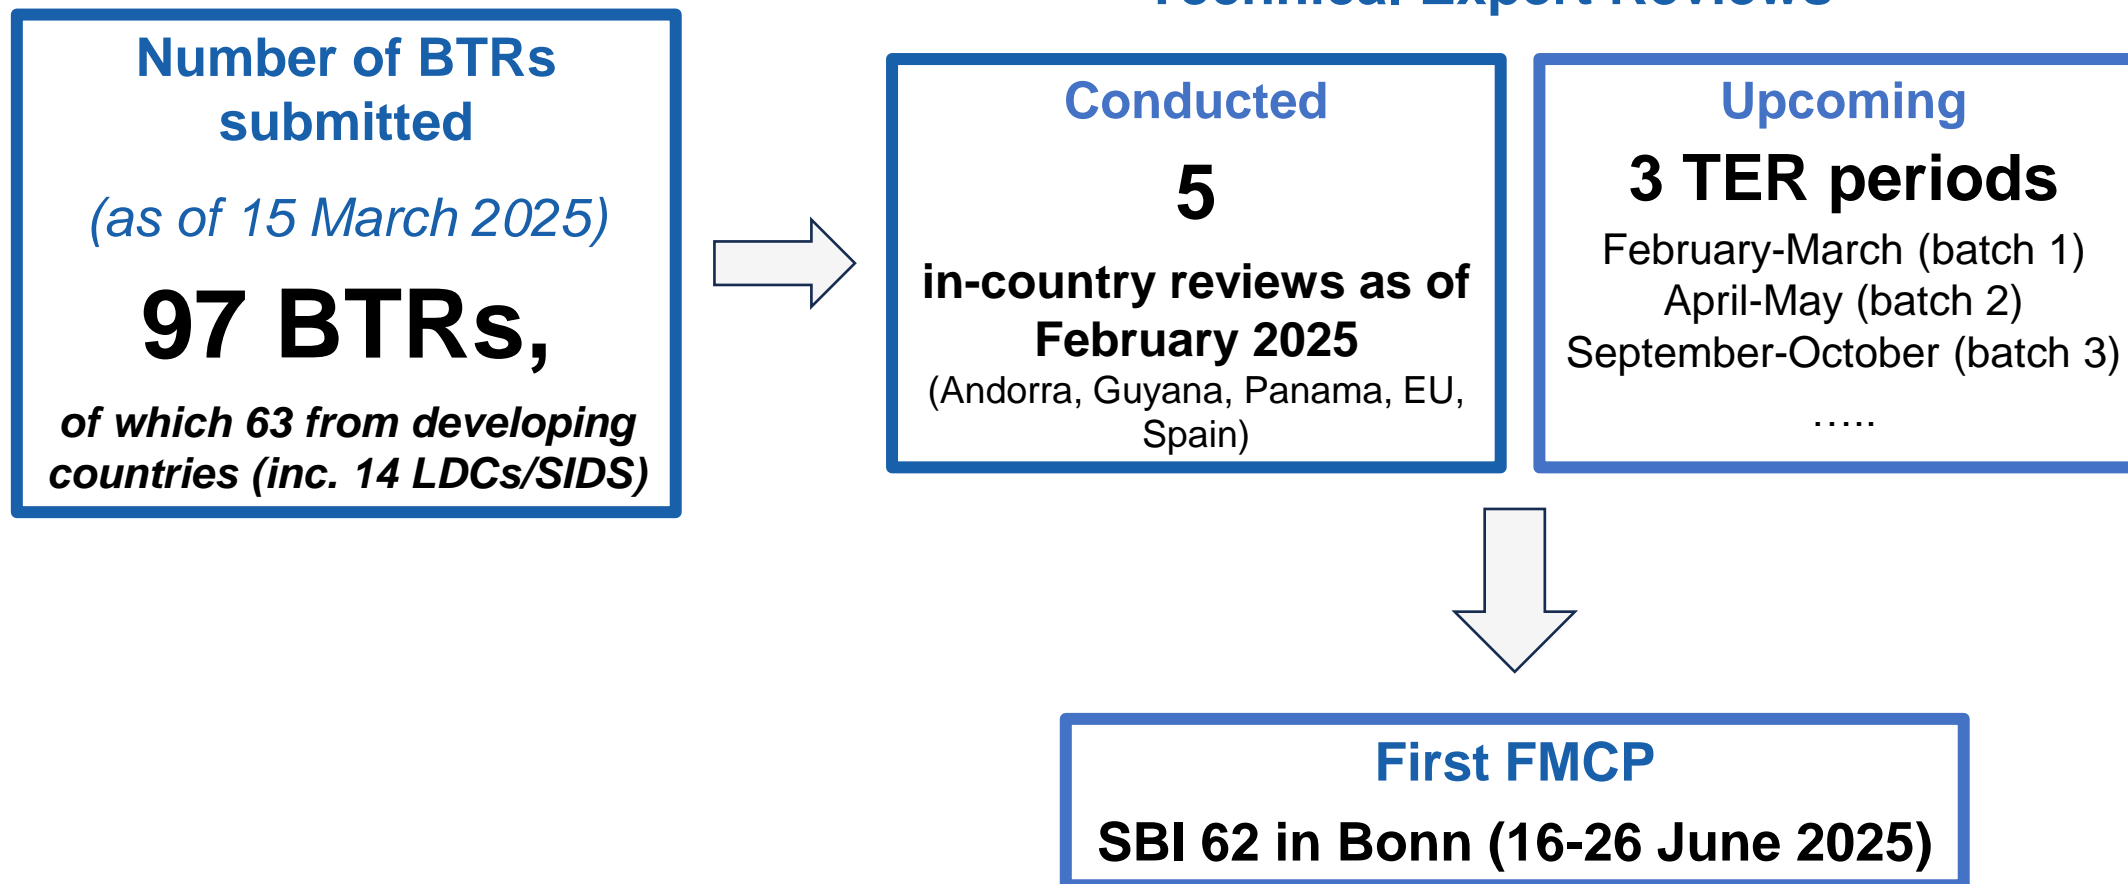 Technical Expert Reviews
Number of BTRs
submitted
(as of 15 March 2025)
97 BTRs,
of which 63 from developing
countries (inc. 14 LDCs/SIDS)
Conducted
5
in-country reviews as of
February 2025
(Andorra, Guyana, Panama, EU,
Spain)
Upcoming
3 TER periods
February-March (batch 1)
April-May (batch 2)
September-October (batch 3)
…..
First FMCP
SBI 62 in Bonn (16-26 June 2025)